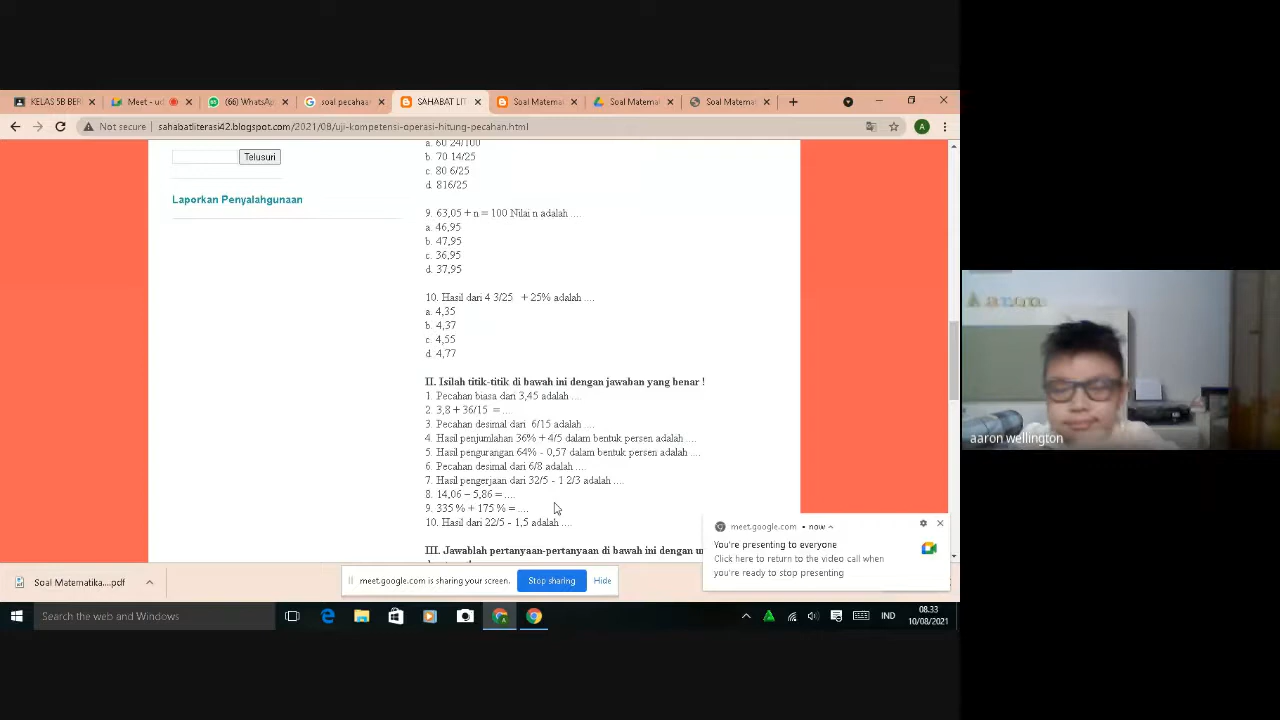 KELAS 5B BER
Meet - ud
(66) WhatsAp
soal pecahaan
SAHABAT LIT
Soal Matemat
Soal Matemat
Soal Matemat
Not secure
sahabatliterasi42.blogspot.com/2021/08/uji-kompetensi-operasi-hitung-pecahan.html
A
Telusuri
Laporkan Penyalahgunaan
a. 60 24/100
b. 70 14/25
c. 80 6/25
d. 816/25
9. 63,05 + n = 100 Nilai n adalah ....
a. 46,95
b. 47,95
c. 36,95
d. 37,95
10. Hasil dari 4 3/25 + 25% adalah ....
a. 4,35
b. 4,37
c. 4,55
d. 4,77
II. Isilah titik-titik di bawah ini dengan jawaban yang benar !
1. Pecahan biasa dari 3,45 adalah ....
2. 3,8 + 36/15 = ....
3. Pecahan desimal dari 6/15 adalah ....
4. Hasil penjumlahan 36% + 4/5 dalam bentuk persen adalah ....
5. Hasil pengurangan 64% - 0,57 dalam bentuk persen adalah ....
6. Pecahan desimal dari 6/8 adalah ....
7. Hasil pengerjaan dari 32/5 - 1 2/3 adalah ....
8. 14,06 – 5,86 = ....
9. 335 % + 175 % = ....
10. Hasil dari 22/5 - 1,5 adalah ....
III. Jawablah pertanyaan-pertanyaan di bawah ini dengan
meet.google.com • now
You're presenting to everyone
Click here to return to the video call when
you're ready to stop presenting
Soal Matematika....pdf
meet.google.com is sharing your screen.
Stop sharing
Hide
Search the web and Windows
IND
08.33
10/08/2021
Aaron
aaron wellington